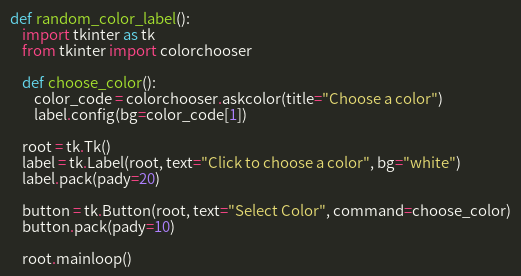 def random_color_label():
    import tkinter as tk
    from tkinter import colorchooser

    def choose_color():
        color_code = colorchooser.askcolor(title="Choose a color")
        label.config(bg=color_code[1])

    root = tk.Tk()
    label = tk.Label(root, text="Click to choose a color", bg="white")
    label.pack(pady=20)

    button = tk.Button(root, text="Select Color", command=choose_color)
    button.pack(pady=10)

    root.mainloop()